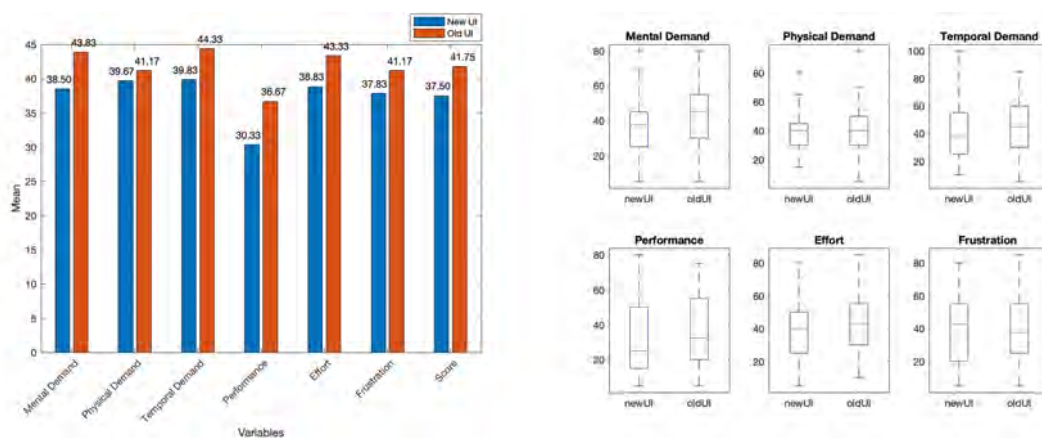 New UI
Old UI
45
40
35
30
25
20
15
10
5
0
Mean
38.50
43.83
39.67
41.17
39.83
44.33
30.33
36.67
38.83
43.33
37.83
41.17
37.50
41.75
Mental Demand
Physical Demand
Temporal Demand
Performance
Effort
Frustration
Score
Variables
Mental Demand
80
60
40
20
newUI oldUI
Physical Demand
80
60
40
20
newUI oldUI
Temporal Demand
100
80
60
40
20
newUI oldUI
Performance
80
60
40
20
newUI oldUI
Effort
80
60
40
20
newUI oldUI
Frustration
80
60
40
20
newUI oldUI